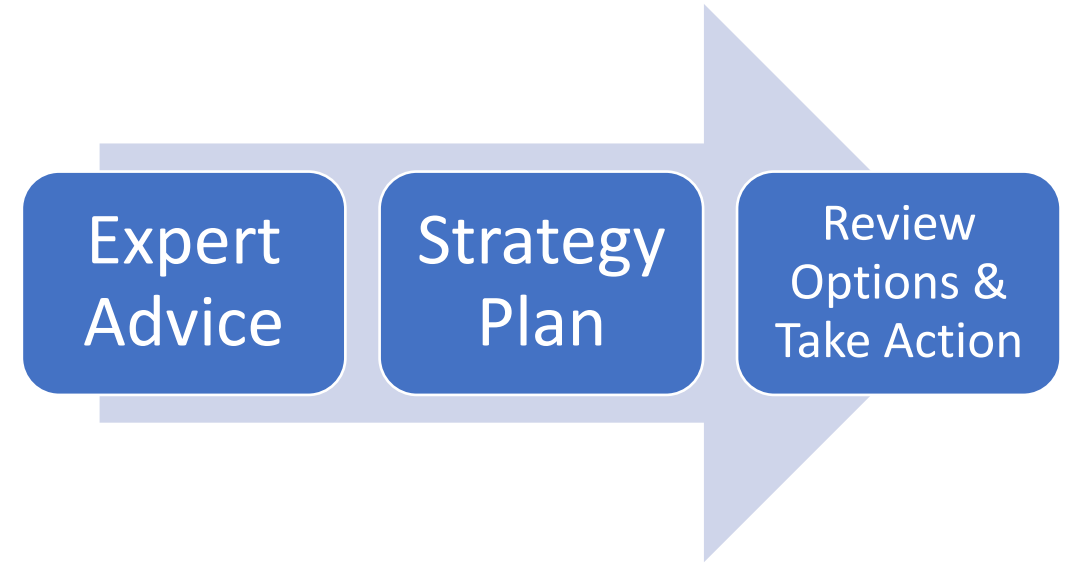 Expert
Advice
Strategy
Plan
Review
Options &
Take Action